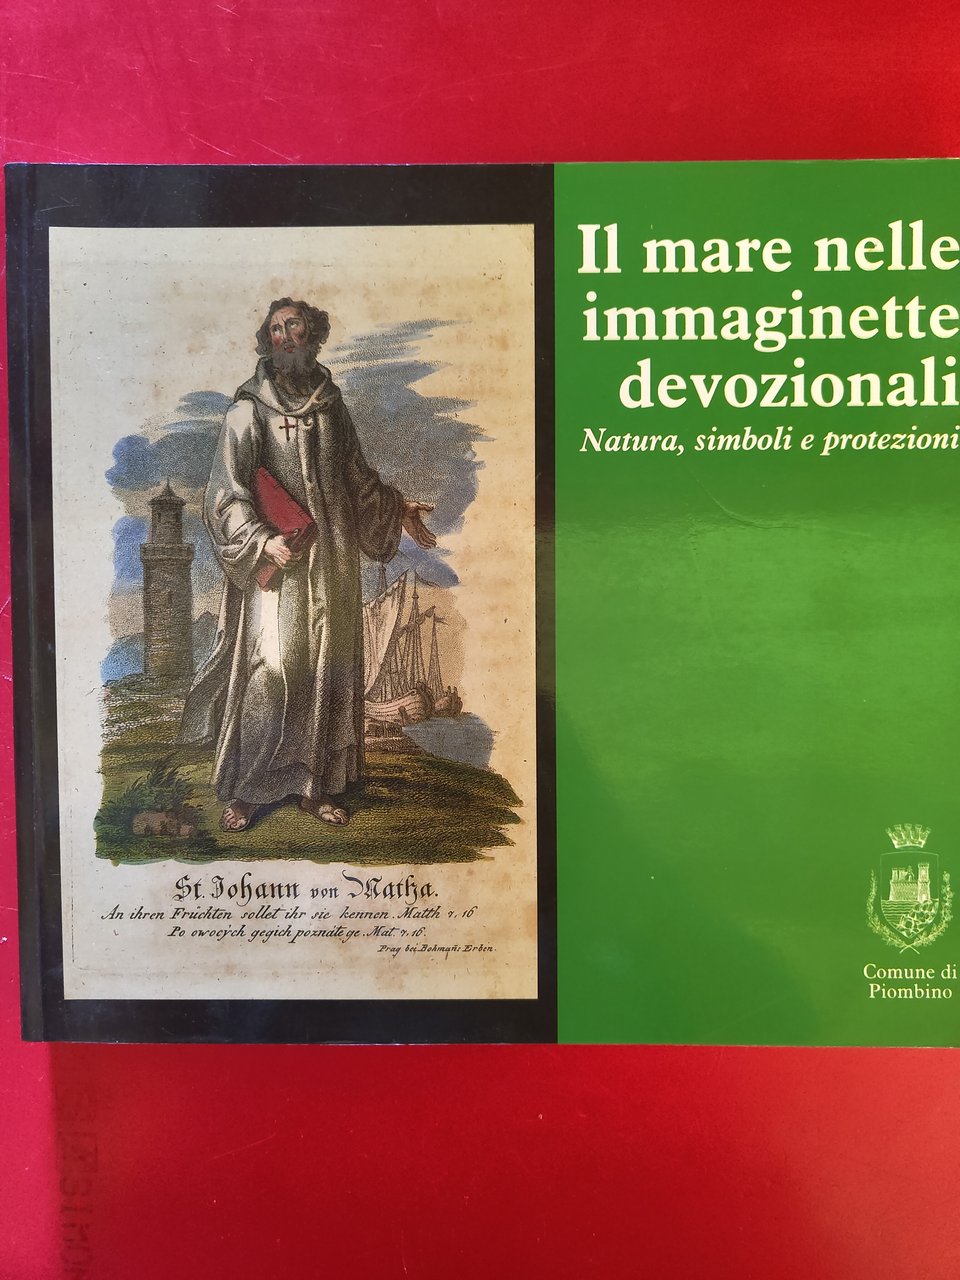 Il mare nelle
immaginette
devozionali
Natura, simboli e protezioni
St. Johann von Matha.
An ihren Früchten sollet ihr sie kennen. Matth 7, 16
Po owocých gegich poznáte ge. Mat. 7, 16.
Prag bei Bohmañs Erben.
Comune di
Piombino